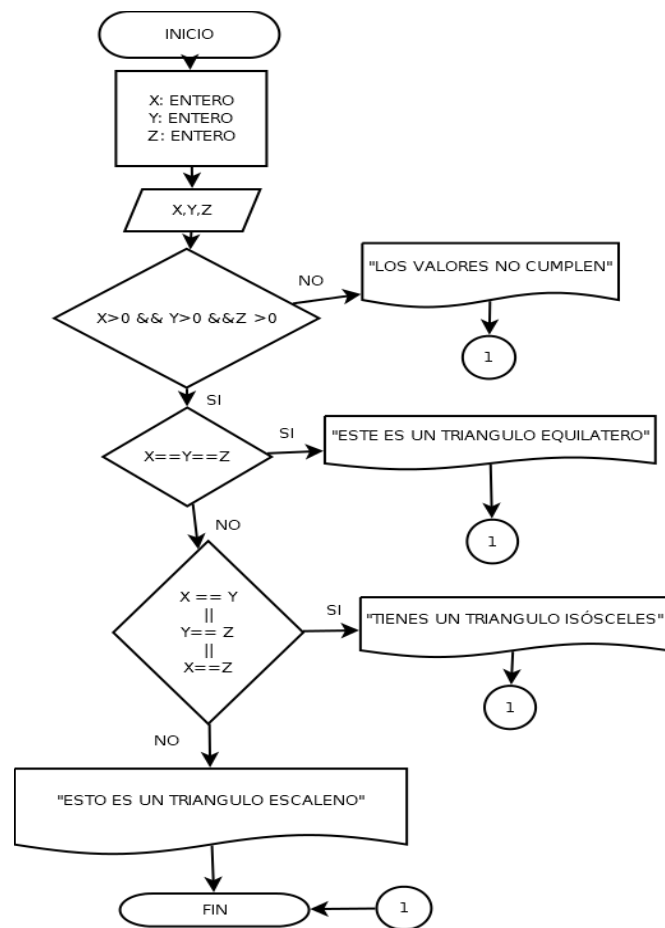 INICIO
X: ENTERO
Y: ENTERO
Z: ENTERO
X,Y,Z
X>0 && Y>0 &&Z >0
NO
"LOS VALORES NO CUMPLEN"
1
SI
X==Y==Z
SI
"ESTE ES UN TRIANGULO EQUILATERO"
1
NO
X == Y
||
Y== Z
||
X==Z
SI
"TIENES UN TRIANGULO ISÓSCELES"
1
NO
"ESTO ES UN TRIANGULO ESCALENO"
FIN
1